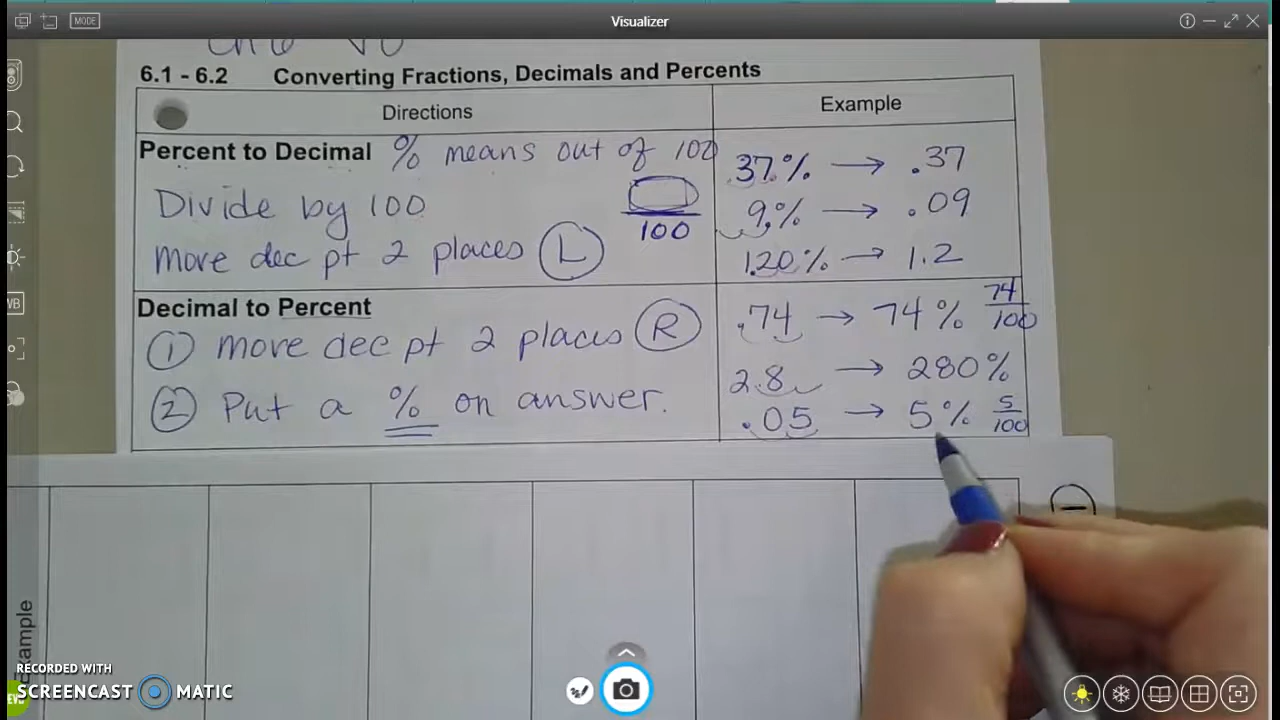 Visualizer
MODE
6.1 - 6.2 Converting Fractions, Decimals and Percents
Directions
Example
Percent to Decimal % means out of 100
Divide by 100
100
move dec pt 2 places L
37.% → .37
9.% → .09
1.20% → 1.2
Decimal to Percent
1 move dec pt 2 places R
2 Put a % on answer.
.74 → 74% 74/100
2.8 → 280%
.05 → 5% 5/100
WB
Example
RECORDED WITH
SCREENCAST MATIC